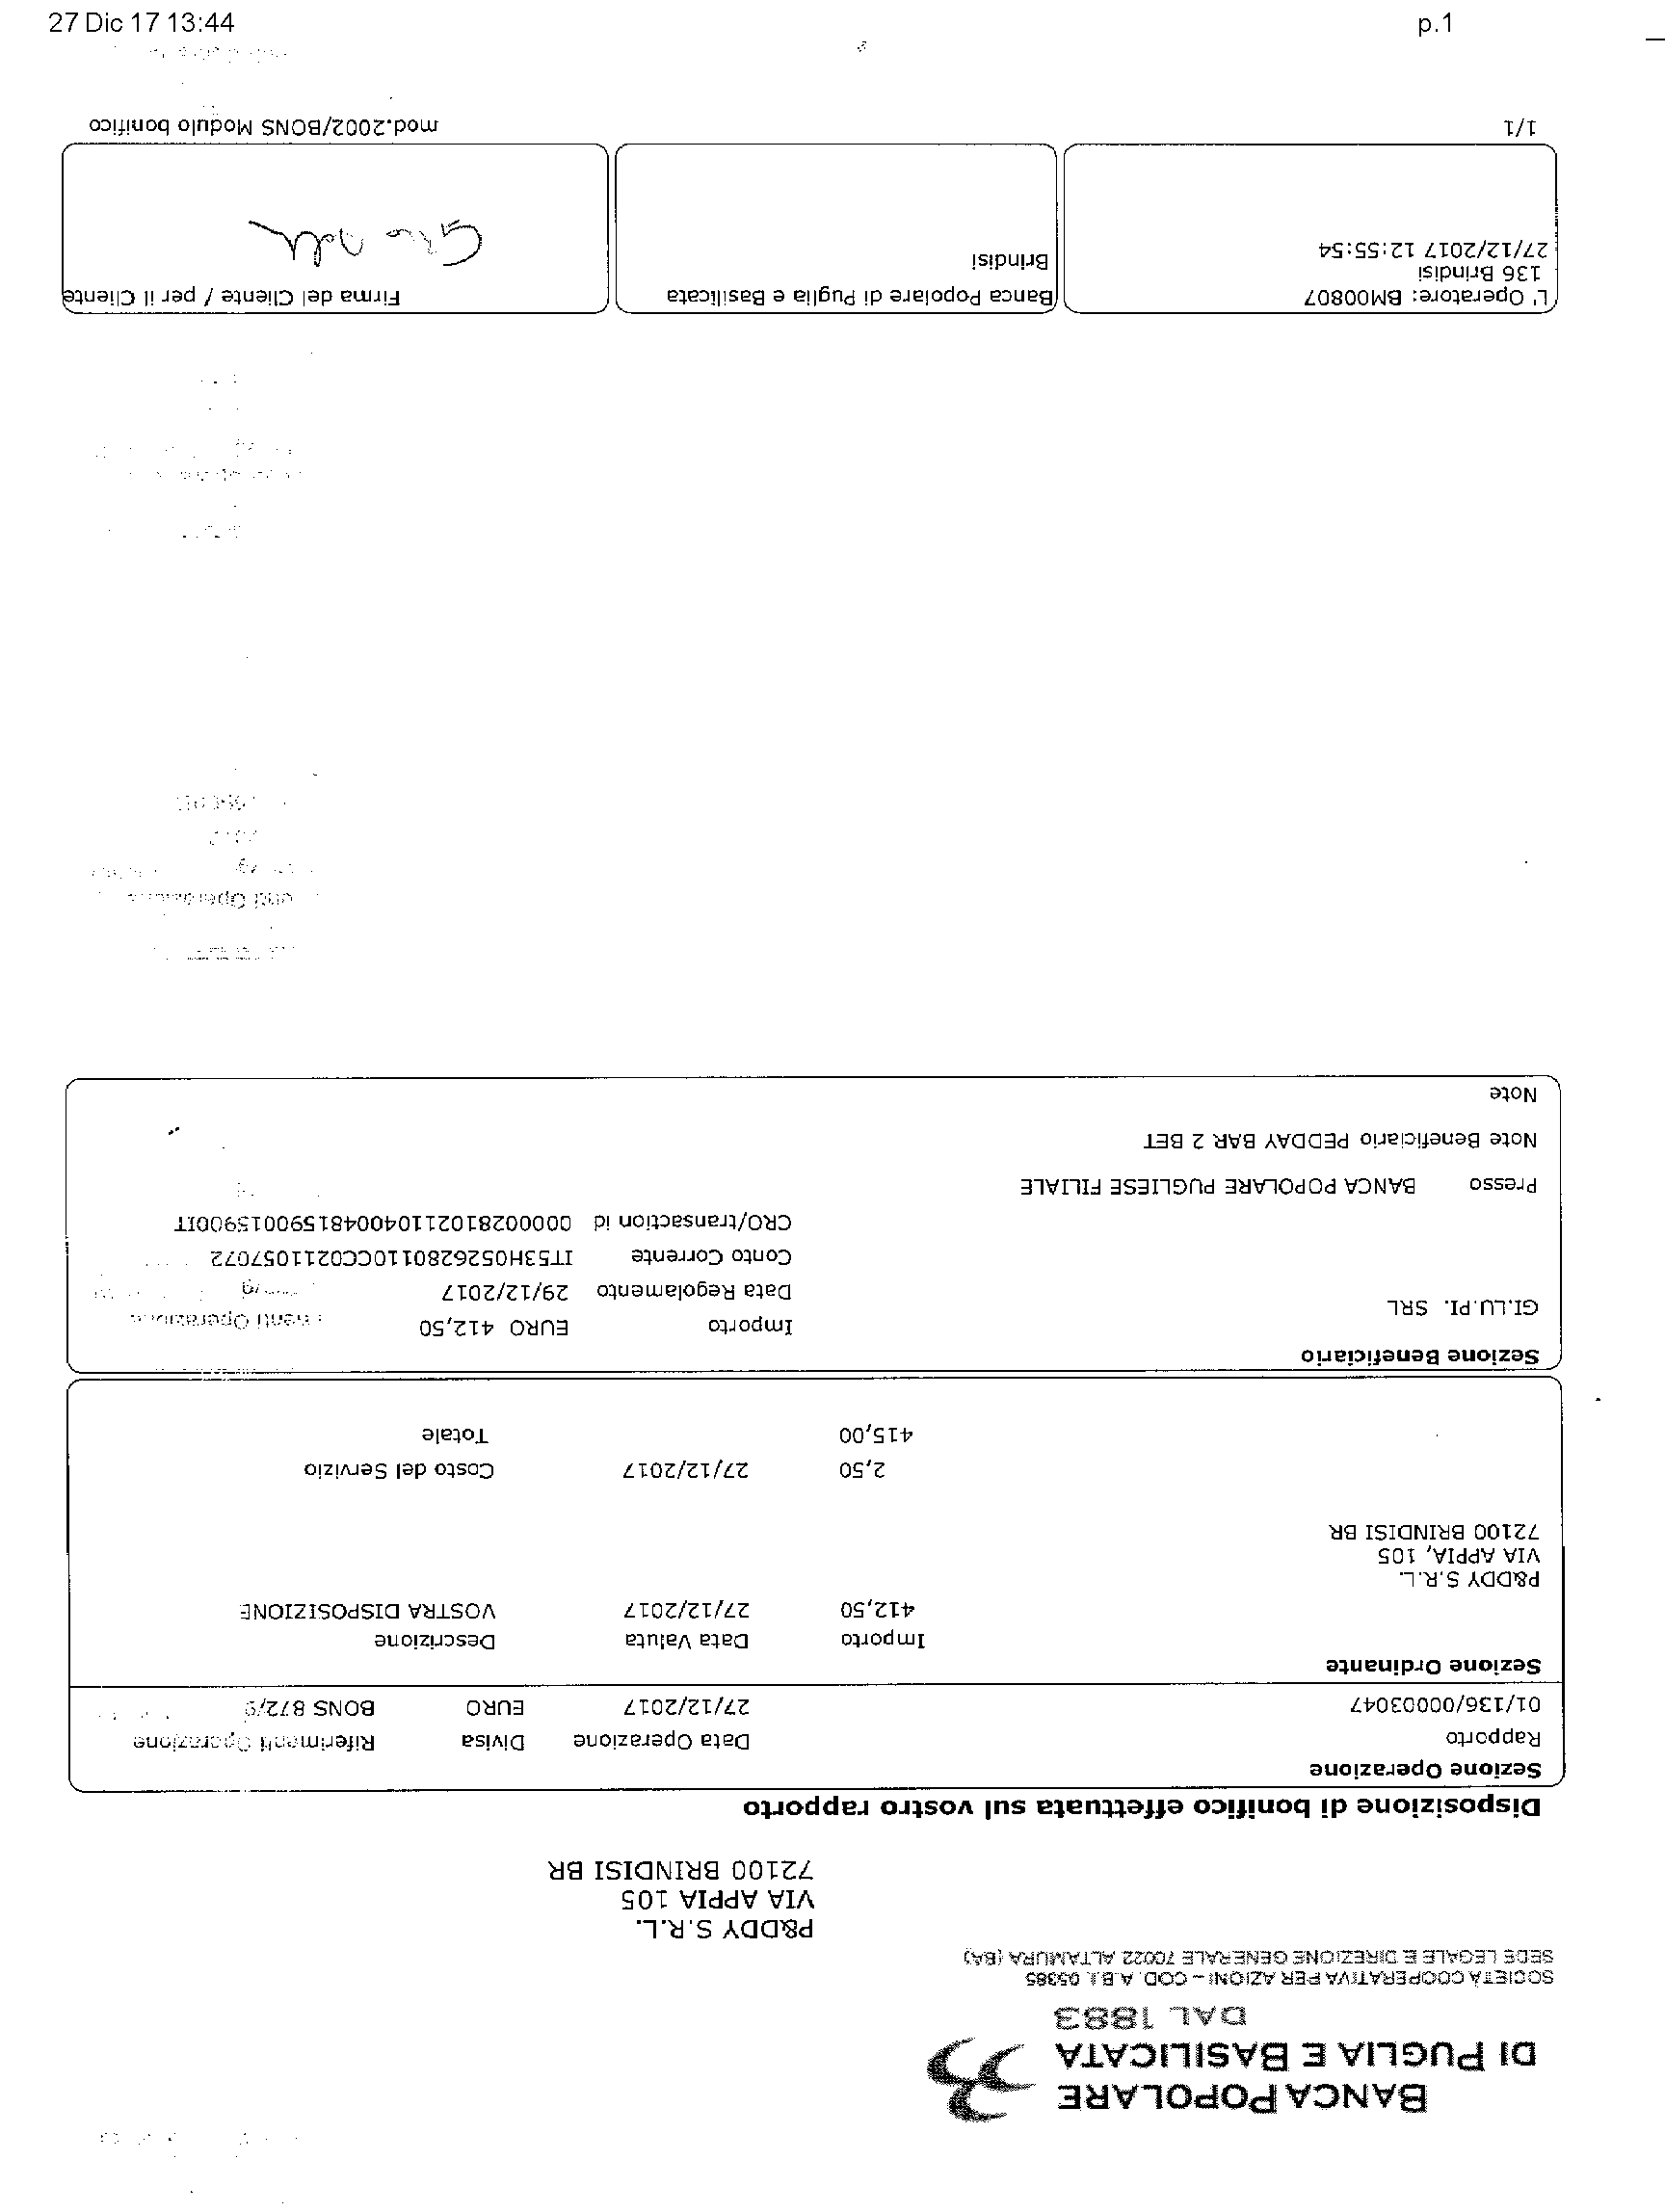 27 Dic 17 13:44
p.1
BANCA POPOLARE
DI PUGLIA E BASILICATA
DAL 1883
SOCIETÀ COOPERATIVA PER AZIONI – COD. A.B.I. 05385
SEDE LEGALE E DIREZIONE GENERALE 70022 ALTAMURA (BA)
P&DDY S.R.L.
VIA APPIA 105
72100 BRINDISI BR
Disposizione di bonifico effettuata sul vostro rapporto
Sezione Operazione
Rapporto Data Operazione Divisa Riferimenti Operazione
01/136/00003047 27/12/2017 EURO BONS 872/9
Sezione Ordinante
Importo Data Valuta Descrizione
412,50 27/12/2017 VOSTRA DISPOSIZIONE
P&DDY S.R.L.
VIA APPIA, 105
72100 BRINDISI BR
2,50 27/12/2017 Costo del Servizio
415,00 Totale
Sezione Beneficiario
Importo EURO 412,50
GI.LU.PI. SRL
Data Regolamento 29/12/2017
Conto Corrente IT53H0526280110CC0211057072
CRO/transaction id 0000028102110400481590015900IT
Presso BANCA POPOLARE PUGLIESE FILIALE
Note Beneficiario PEDDAY BAR 2 BET
Note
L' Operatore: BM00807
136 Brindisi
27/12/2017 12:55:54
Banca Popolare di Puglia e Basilicata
Brindisi
Firma del Cliente / per il Cliente
1/1
mod.2002/BONS Modulo bonifico